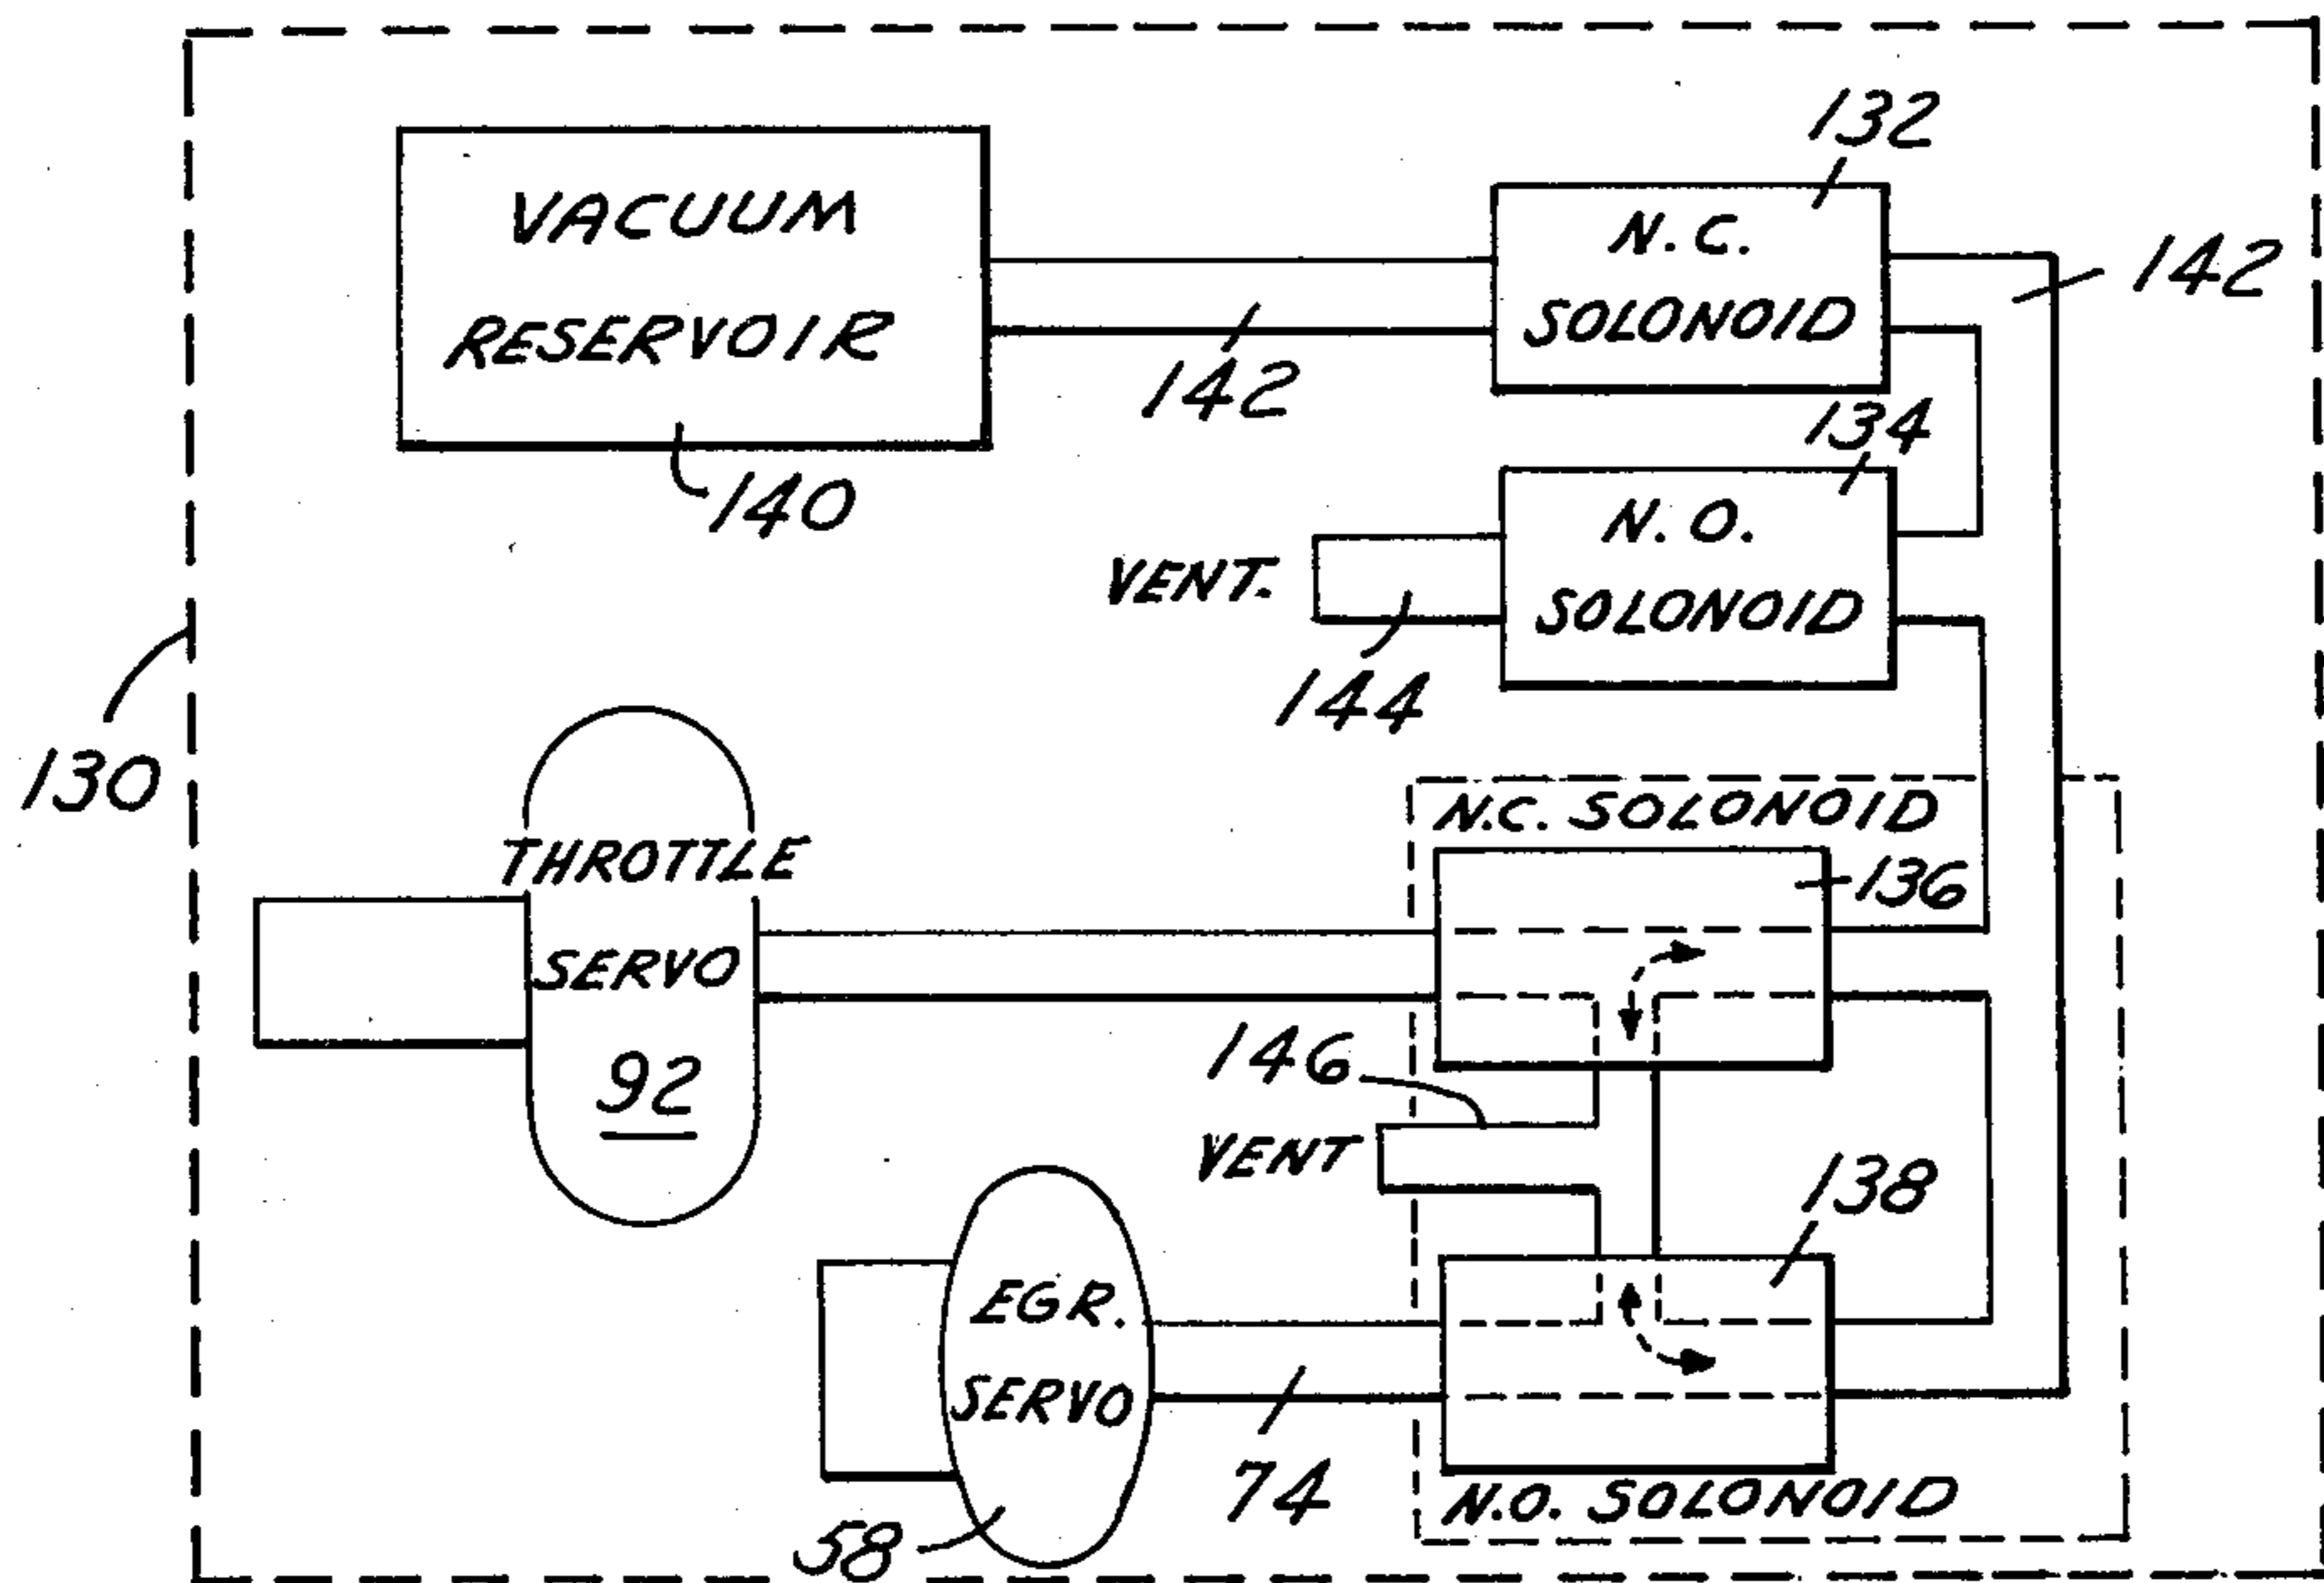 132
VACUUM
RESERVOIR
N.C.
SOLONOID
142
142
134
140
N.O.
SOLONOID
VENT.
144
130
N.C. SOLONOID
THROTTLE
SERVO
92
136
146
VENT
138
EGR.
SERVO
74
N.O. SOLONOID
58